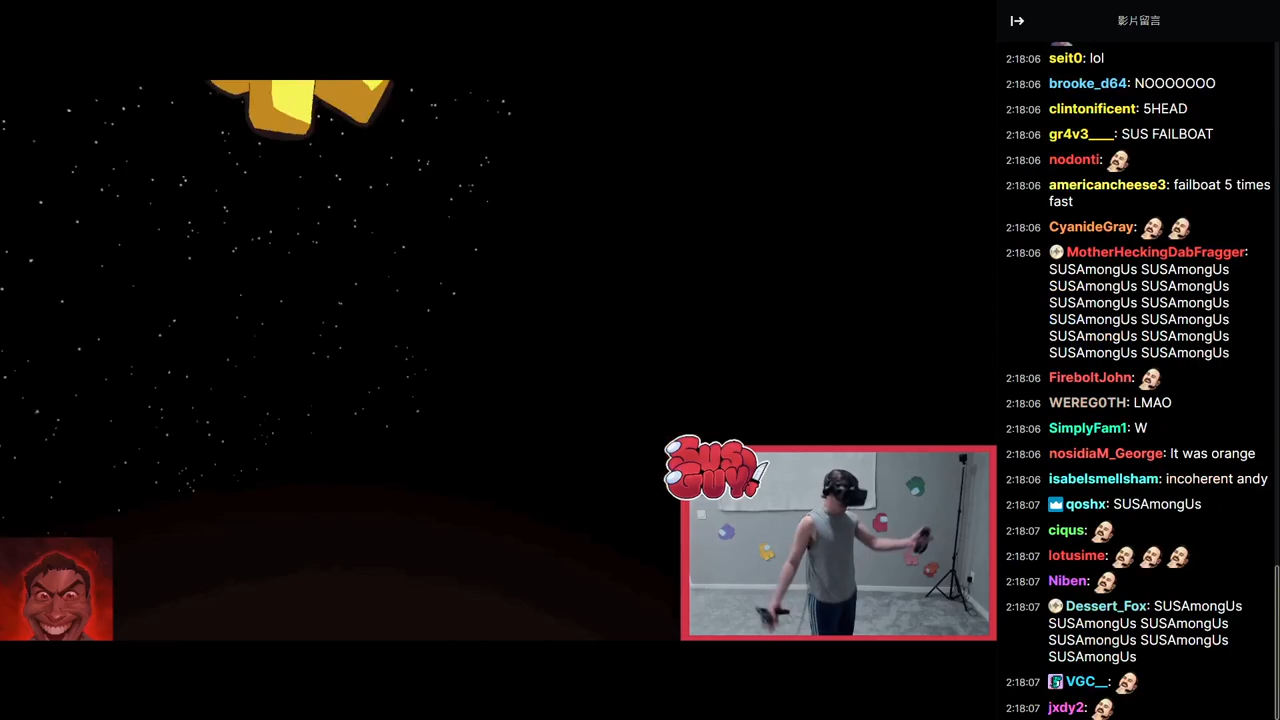 影片留言
2:18:06 seit0: lol
2:18:06 brooke_d64: NOOOOOOO
2:18:06 clintonificent: 5HEAD
2:18:06 gr4v3____: SUS FAILBOAT
2:18:06 nodonti:
2:18:06 americancheese3: failboat 5 times
fast
2:18:06 CyanideGray:
2:18:06 MotherHeckingDabFragger:
SUSAmongUs SUSAmongUs
SUSAmongUs SUSAmongUs
SUSAmongUs SUSAmongUs
SUSAmongUs SUSAmongUs
SUSAmongUs SUSAmongUs
SUSAmongUs SUSAmongUs
2:18:06 FireboltJohn:
2:18:06 WEREG0TH: LMAO
2:18:06 SimplyFam1: W
2:18:06 nosidiaM_George: It was orange
2:18:06 isabelsmellsham: incoherent andy
2:18:07 qoshx: SUSAmongUs
2:18:07 ciqus:
2:18:07 lotusime:
2:18:07 Niben:
2:18:07 Dessert_Fox: SUSAmongUs
SUSAmongUs SUSAmongUs
SUSAmongUs SUSAmongUs
SUSAmongUs
2:18:07 VGC__:
2:18:07 jxdy2:
SUS
GUY